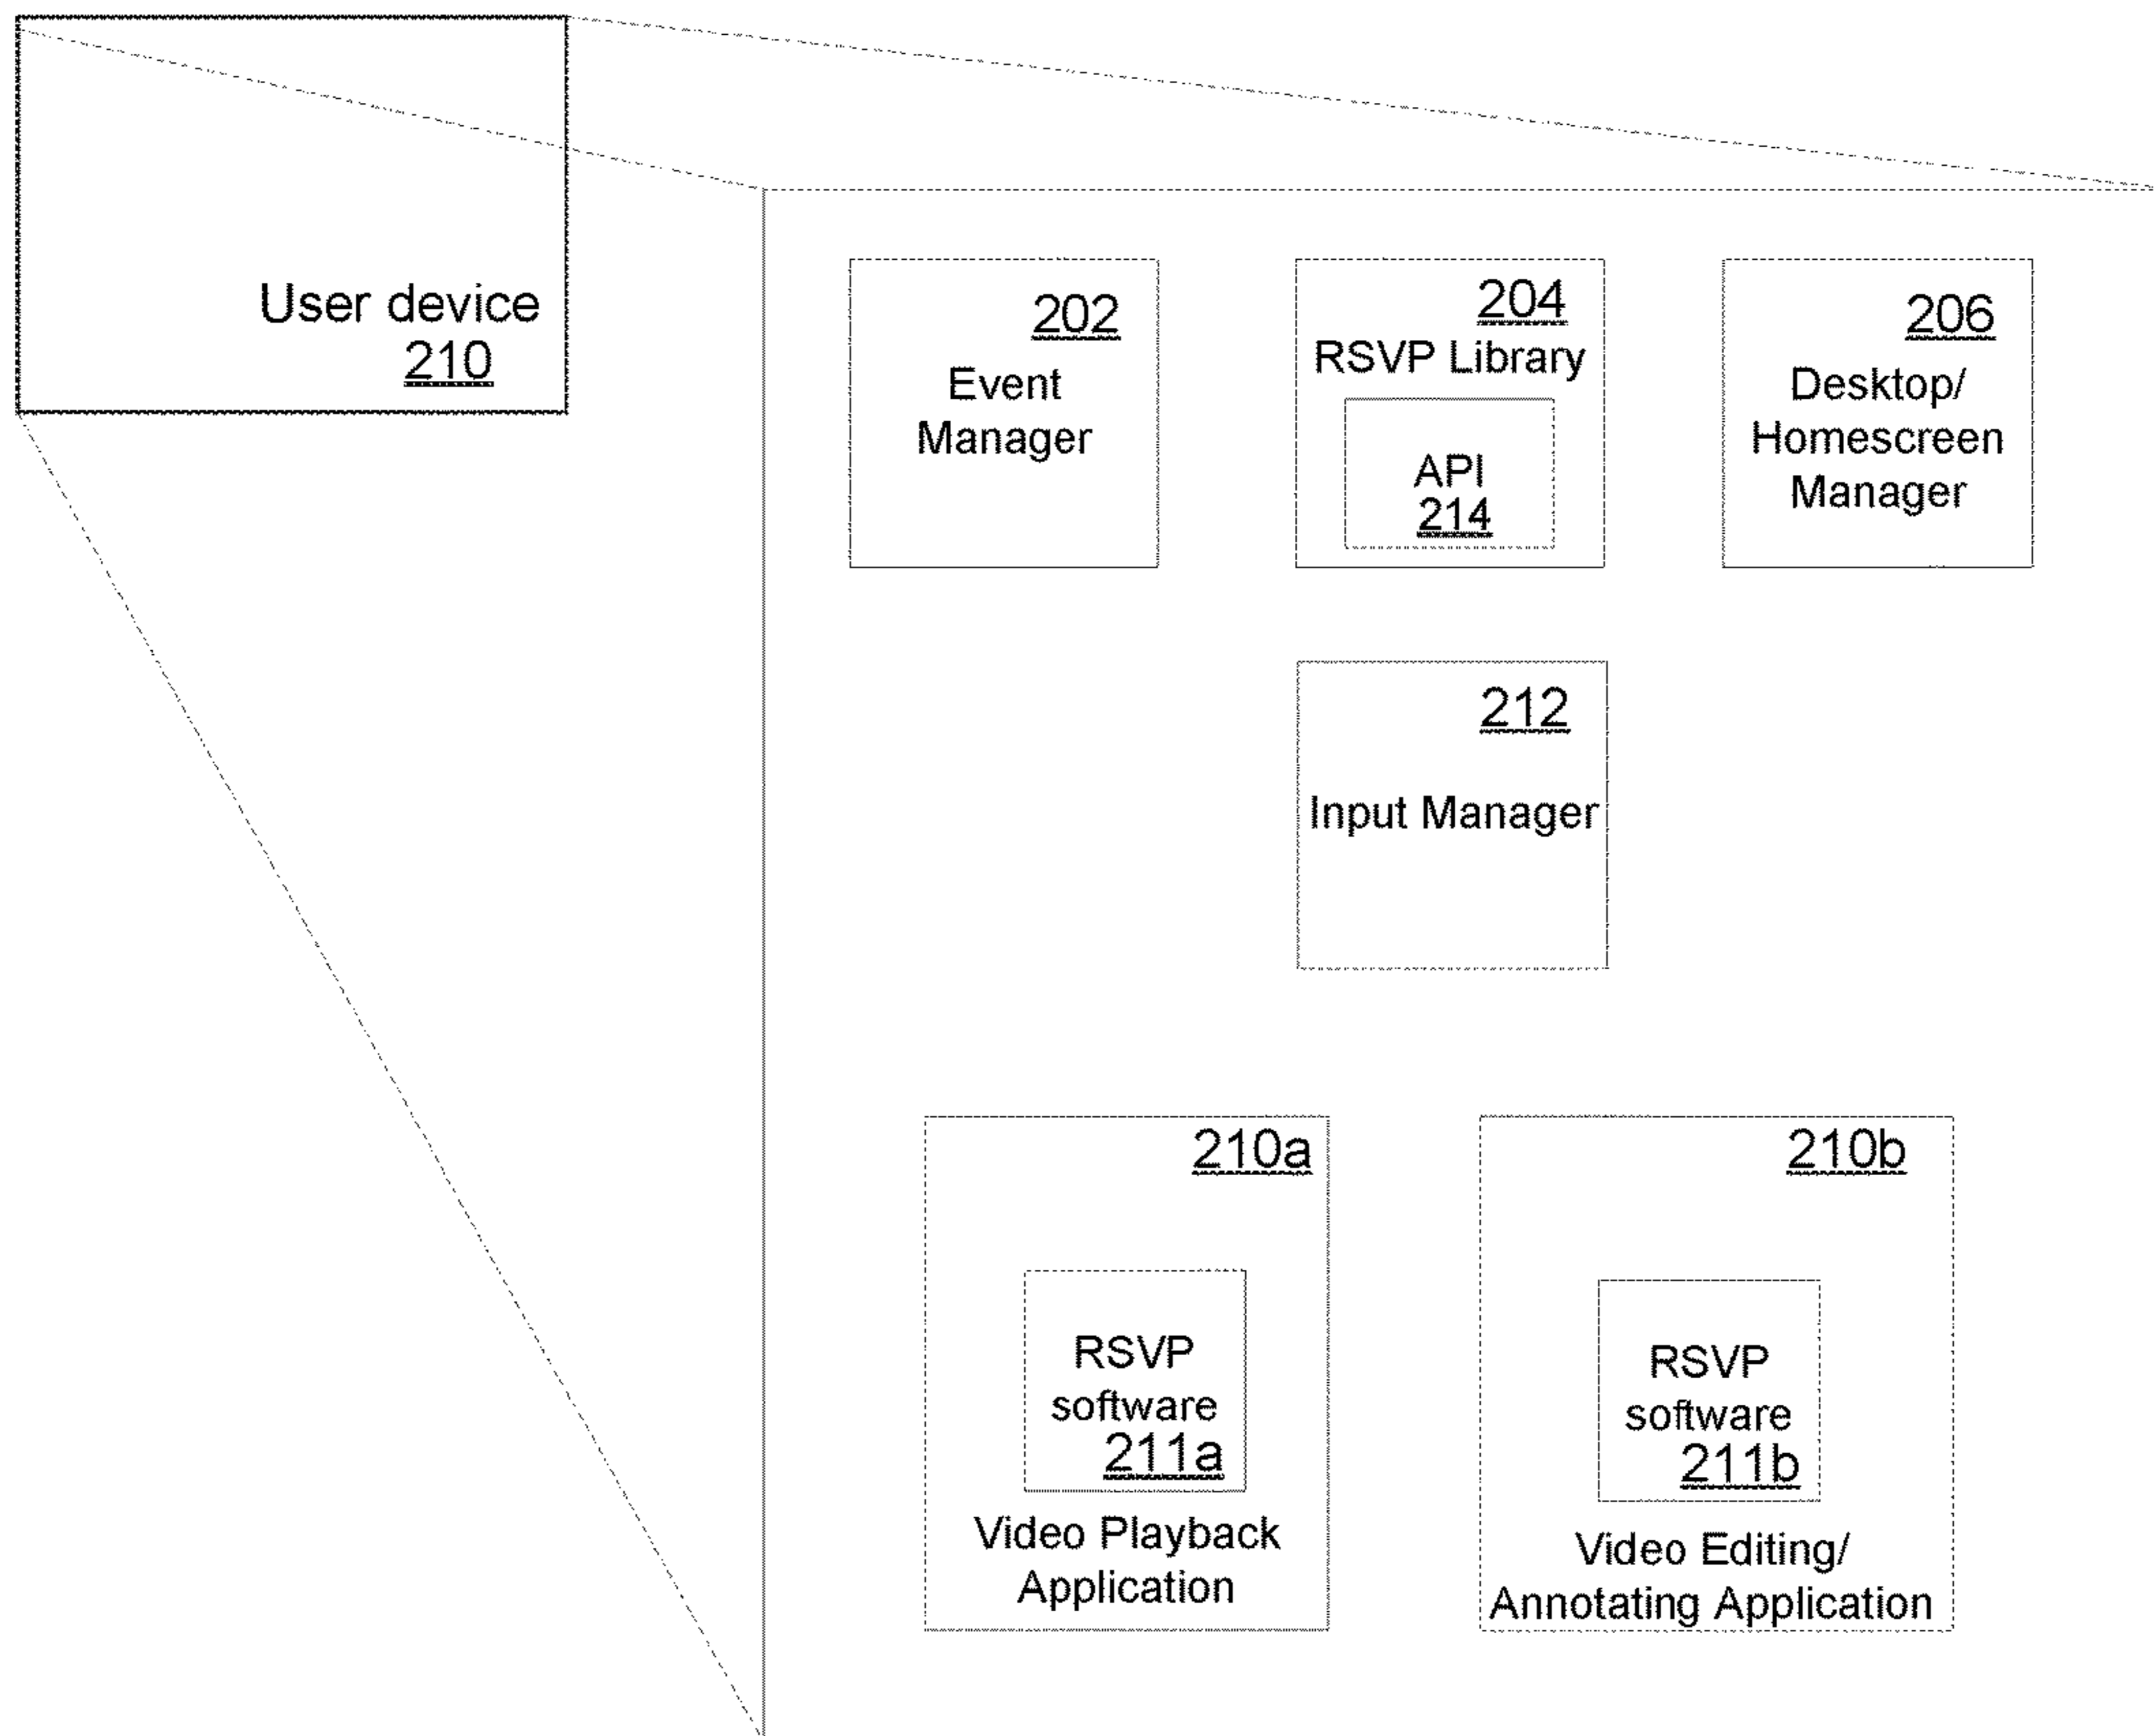 User device
210
202
Event
Manager
204
RSVP Library
API
214
206
Desktop/
Homescreen
Manager
212
Input Manager
210a
RSVP
software
211a
Video Playback
Application
210b
RSVP
software
211b
Video Editing/
Annotating Application